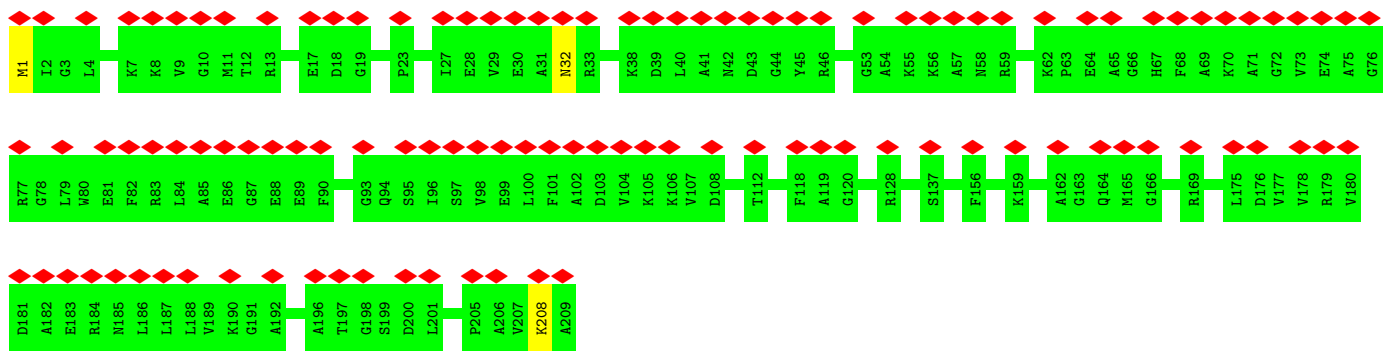 M1 I2 G3 L4 K7 K8 V9 G10 M11 T12 R13 E17 D18 G19 P23 I27 E28 V29 E30 A31 N32 R33 K38 D39 L40 A41 N42 D43 G44 Y45 R46 G53 A54 K55 K56 A57 N58 R59 K62 P63 E64 A65 G66 H67 F68 A69 K70 A71 G72 V73 E74 A75 G76
R77 G78 L79 W80 E81 F82 R83 L84 A85 E86 G87 E88 E89 F90 G93 Q94 S95 I96 S97 V98 E99 L100 F101 A102 D103 V104 K105 K106 V107 D108 T112 F118 A119 G120 R128 S137 F156 K159 A162 G163 Q164 M165 G166 R169 L175 D176 V177 V178 R179 V180
D181 A182 E183 R184 N185 L186 L187 L188 V189 K190 G191 A192 A196 T197 G198 S199 D200 L201 P205 A206 V207 K208 A209